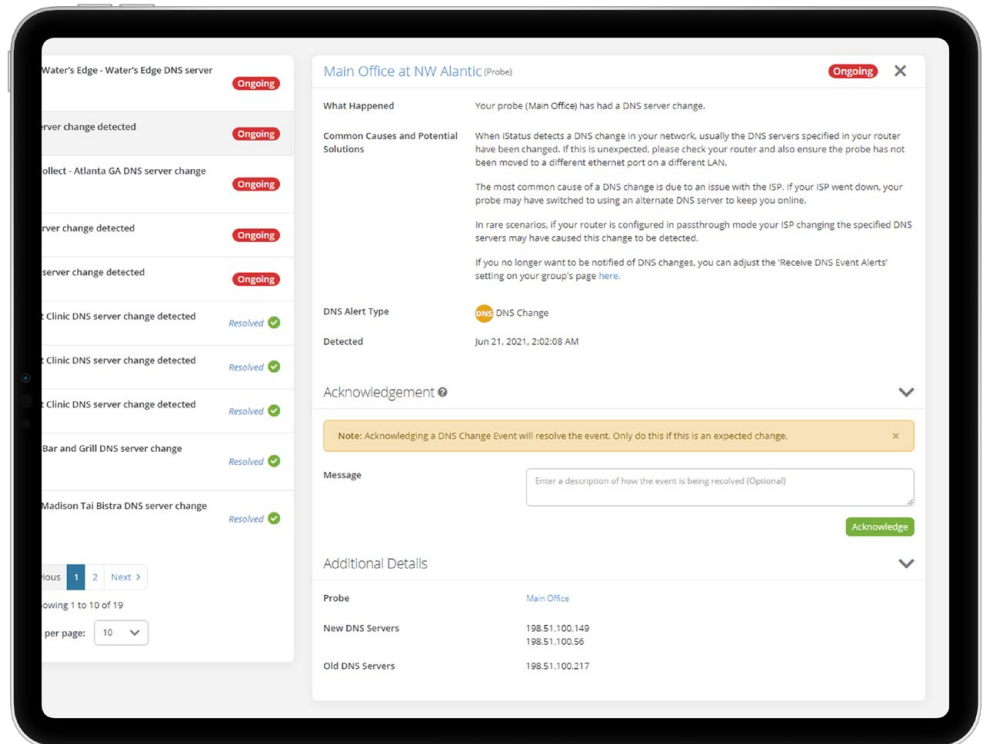 Water's Edge - Water's Edge DNS server
Ongoing
erver change detected
Ongoing
ollect - Atlanta GA DNS server change
Ongoing
rver change detected
Ongoing
server change detected
Ongoing
t Clinic DNS server change detected
Resolved
t Clinic DNS server change detected
Resolved
t Clinic DNS server change detected
Resolved
Bar and Grill DNS server change
Resolved
Madison Tai Bistra DNS server change
Resolved
ious 1 2 Next >
owing 1 to 10 of 19
per page: 10
Main Office at NW Alantic (Probe)
Ongoing ×
What Happened
Your probe (Main Office) has had a DNS server change.
Common Causes and Potential
Solutions
When iStatus detects a DNS change in your network, usually the DNS servers specified in your router
have been changed. If this is unexpected, please check your router and also ensure the probe has not
been moved to a different ethernet port on a different LAN.
The most common cause of a DNS change is due to an issue with the ISP. If your ISP went down, your
probe may have switched to using an alternate DNS server to keep you online.
In rare scenarios, if your router is configured in passthrough mode your ISP changing the specified DNS
servers may have caused this change to be detected.
If you no longer want to be notified of DNS changes, you can adjust the 'Receive DNS Event Alerts'
setting on your group's page here.
DNS Alert Type
DNS DNS Change
Detected
Jun 21, 2021, 2:02:08 AM
Acknowledgement ?
Note: Acknowledging a DNS Change Event will resolve the event. Only do this if this is an expected change. ×
Message
Enter a description of how the event is being resolved (Optional)
Acknowledge
Additional Details
Probe
Main Office
New DNS Servers
198.51.100.149
198.51.100.56
Old DNS Servers
198.51.100.217